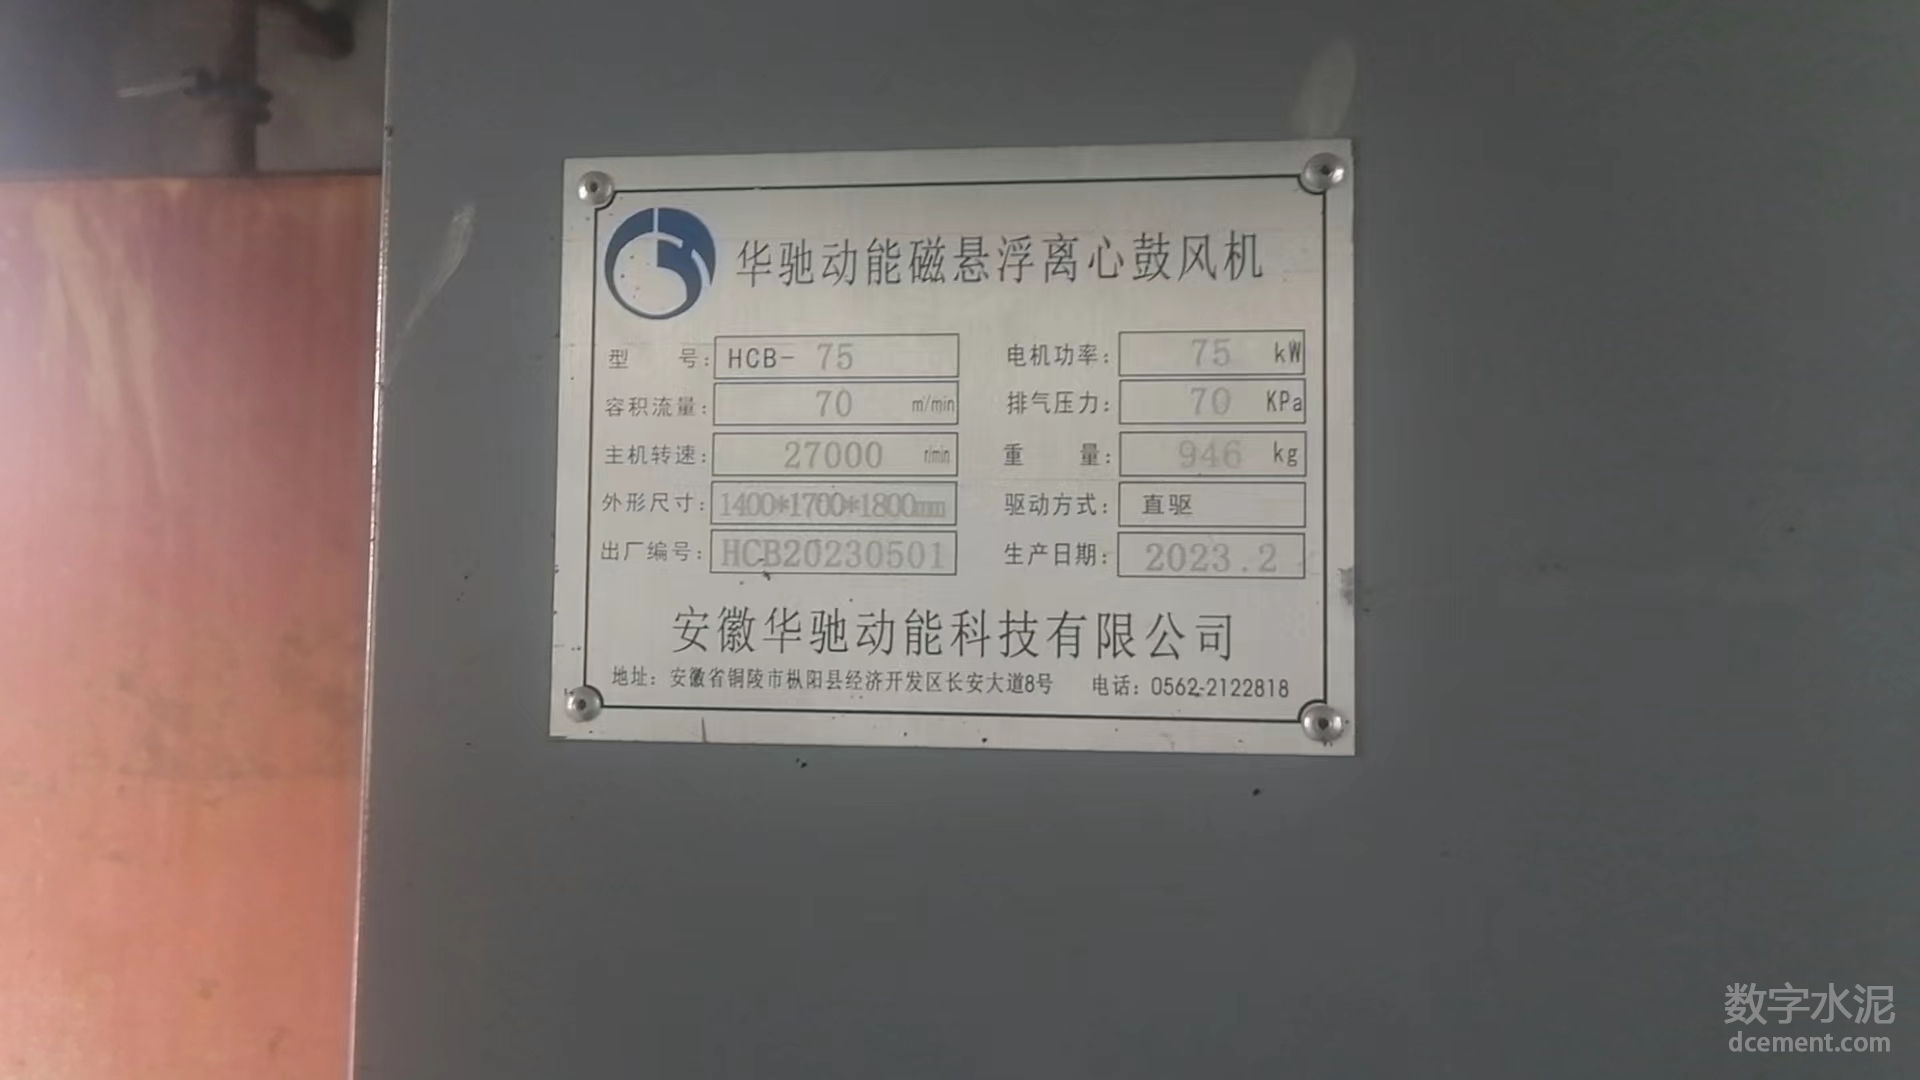 华驰动能磁悬浮离心鼓风机
型 号: HCB- 75 电机功率: 75 kW
容积流量: 70 m/min 排气压力: 70 KPa
主机转速: 27000 r/min 重 量: 946 kg
外形尺寸: 1400*1700*1800mm 驱动方式: 直驱
出厂编号: HCB20230501 生产日期: 2023.2
安徽华驰动能科技有限公司
地址: 安徽省铜陵市枞阳县经济开发区长安大道8号 电话: 0562-2122818
数字水泥
dcement.com